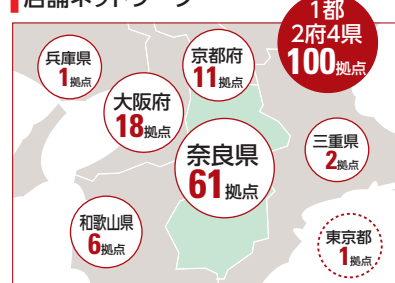 店舗ネットワーク
1都
2府4県
100拠点
兵庫県
1拠点
京都府
11拠点
大阪府
18拠点
奈良県
61拠点
三重県
2拠点
和歌山県
6拠点
東京都
1拠点